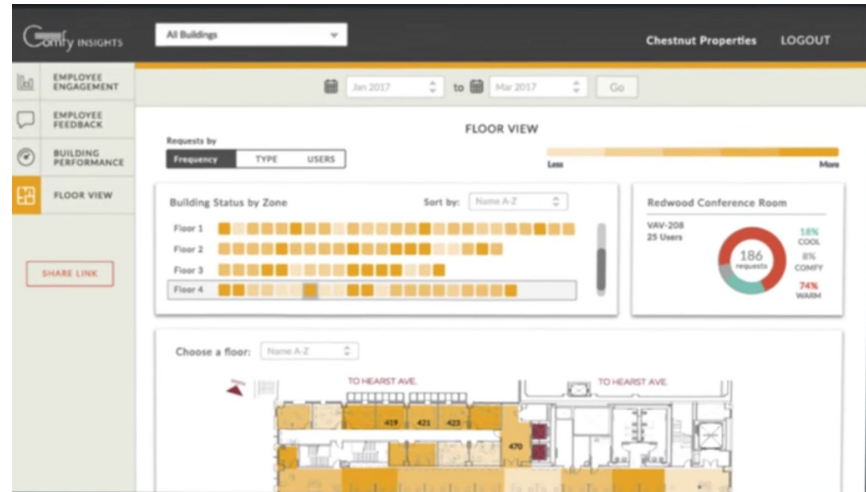 Comfy INSIGHTS
All Buildings
Chestnut Properties LOGOUT
EMPLOYEE
ENGAGEMENT
EMPLOYEE
FEEDBACK
BUILDING
PERFORMANCE
FLOOR VIEW
SHARE LINK
Jan 2017 to Mar 2017 Go
FLOOR VIEW
Requests by
Frequency TYPE USERS
Less More
Building Status by Zone Sort by: Name A-Z
Floor 1
Floor 2
Floor 3
Floor 4
Redwood Conference Room
VAV-208
25 Users
186
requests
18%
COOL
8%
COMFY
74%
WARM
Choose a floor: Name A-Z
TO HEARST AVE. TO HEARST AVE.
419 421 423
470